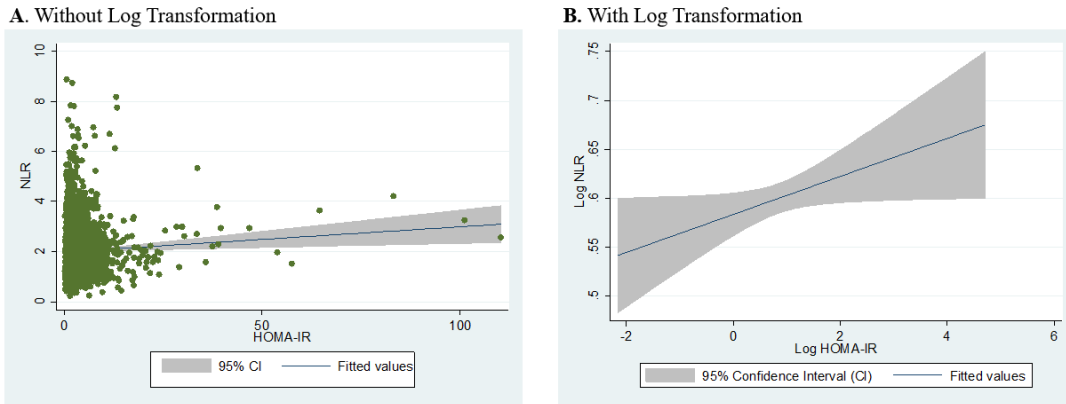 A. Without Log Transformation
10
8
6
4
2
0
NLR
0
50
100
HOMA-IR
95% CI
Fitted values
B. With Log Transformation
.75
.7
.65
.6
.55
.5
Log NLR
-2
0
2
4
6
Log HOMA-IR
95% Confidence Interval (CI)
Fitted values